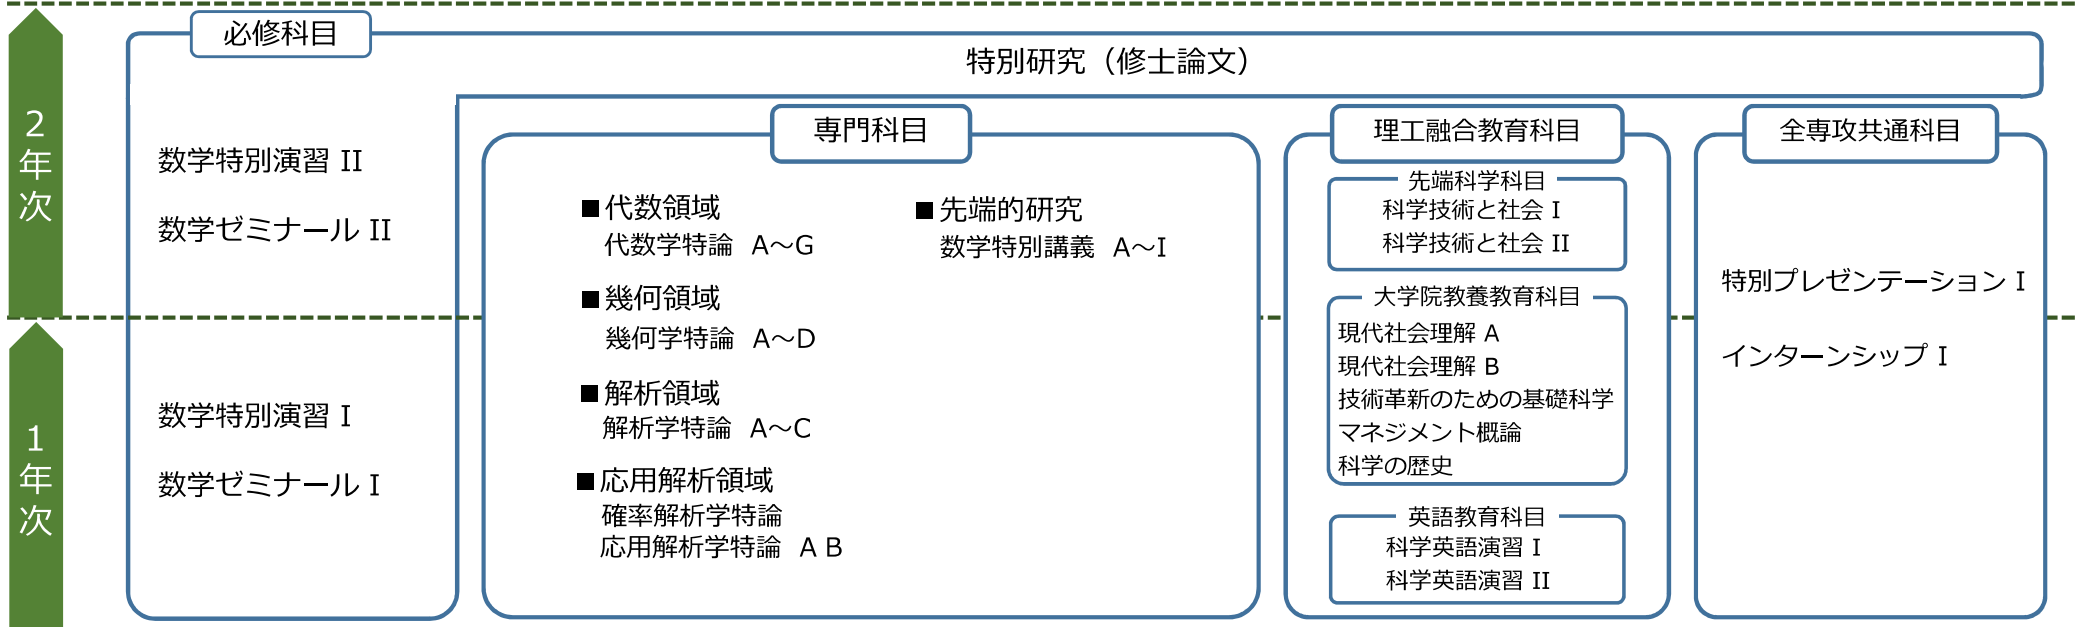 必修科目
特別研究（修士論文）
2年次
数学特別演習 II
数学ゼミナール II
1年次
数学特別演習 I
数学ゼミナール I
専門科目
■代数領域
代数学特論 A～G
■幾何領域
幾何学特論 A～D
■解析領域
解析学特論 A～C
■応用解析領域
確率解析学特論
応用解析学特論 A B
■先端的研究
数学特別講義 A～I
理工融合教育科目
先端科学科目
科学技術と社会 I
科学技術と社会 II
大学院教養教育科目
現代社会理解 A
現代社会理解 B
技術革新のための基礎科学
マネジメント概論
科学の歴史
英語教育科目
科学英語演習 I
科学英語演習 II
全専攻共通科目
特別プレゼンテーション I
インターンシップ I